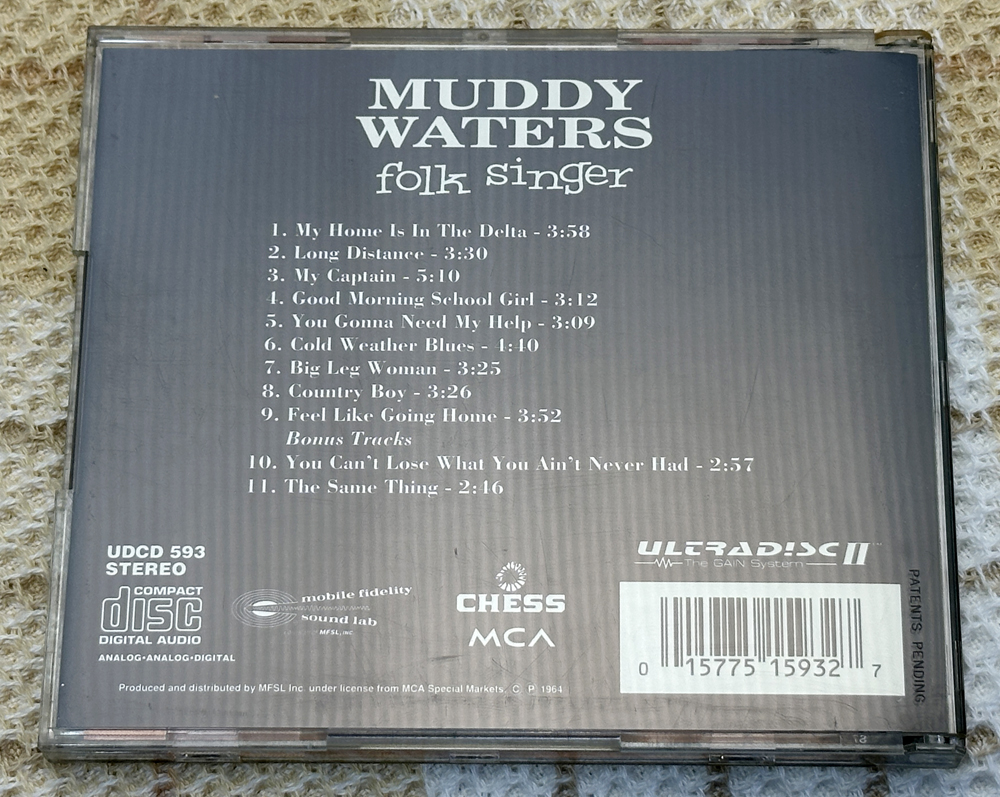 MUDDY
WATERS
folk singer
1. My Home Is In The Delta - 3:58
2. Long Distance - 3:30
3. My Captain - 5:10
4. Good Morning School Girl - 3:12
5. You Gonna Need My Help - 3:09
6. Cold Weather Blues - 4:40
7. Big Leg Woman - 3:25
8. Country Boy - 3:26
9. Feel Like Going Home - 3:52
Bonus Tracks
10. You Can't Lose What You Ain't Never Had - 2:57
11. The Same Thing - 2:46
UDCD 593
STEREO
COMPACT
disc
DIGITAL AUDIO
ANALOG•ANALOG•DIGITAL
mobile fidelity
sound lab
MFSL, INC
CHESS
MCA
ULTRADISC II™
The GAIN System
0 15775 15932 7
PATENTS PENDING
Produced and distributed by MFSL Inc. under license from MCA Special Markets. C P 1964